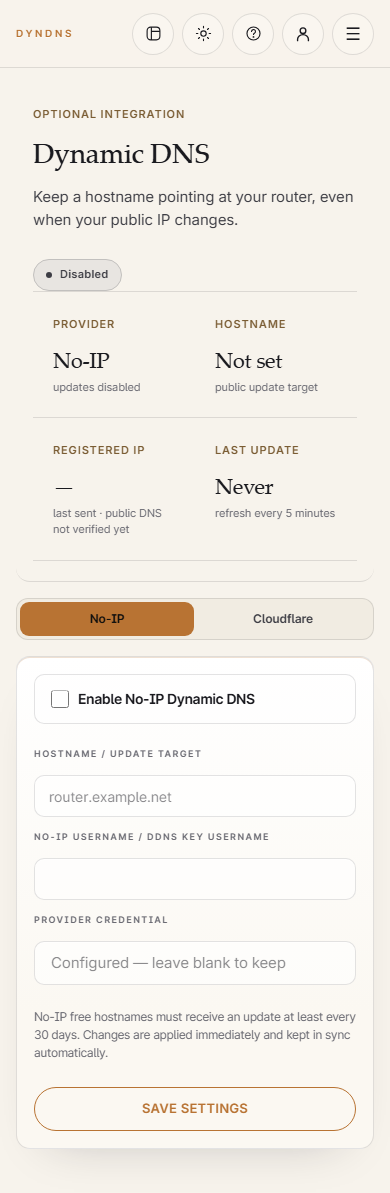 DYNDNS
OPTIONAL INTEGRATION
Dynamic DNS
Keep a hostname pointing at your router, even
when your public IP changes.
Disabled
PROVIDER
No-IP
updates disabled
HOSTNAME
Not set
public update target
REGISTERED IP
—
last sent · public DNS
not verified yet
LAST UPDATE
Never
refresh every 5 minutes
No-IP
Cloudflare
Enable No-IP Dynamic DNS
HOSTNAME / UPDATE TARGET
router.example.net
NO-IP USERNAME / DDNS KEY USERNAME
PROVIDER CREDENTIAL
Configured — leave blank to keep
No-IP free hostnames must receive an update at least every
30 days. Changes are applied immediately and kept in sync
automatically.
SAVE SETTINGS